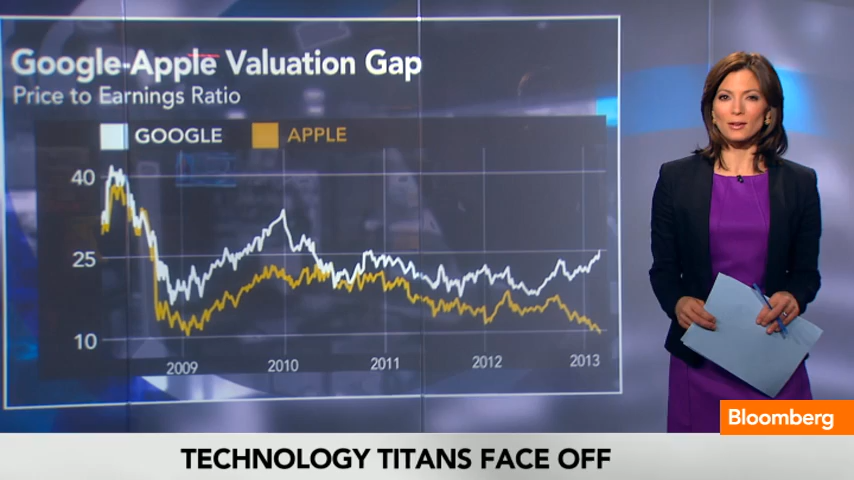 Google-Apple Valuation Gap
Price to Earnings Ratio
GOOGLE APPLE
40
25
10
2009 2010 2011 2012 2013
Bloomberg
TECHNOLOGY TITANS FACE OFF